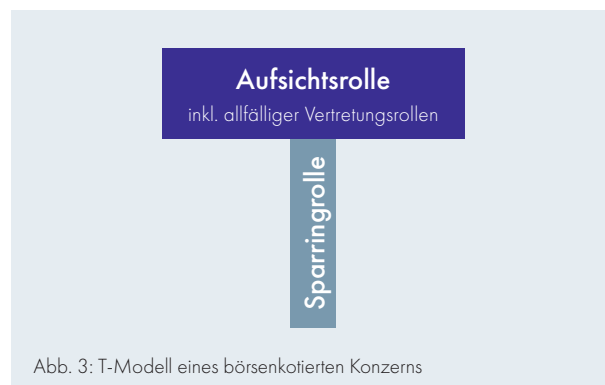 Aufsichtsrolle
inkl. allfälliger Vertretungsrollen
Sparringrolle
Abb. 3: T-Modell eines börsenkotierten Konzerns